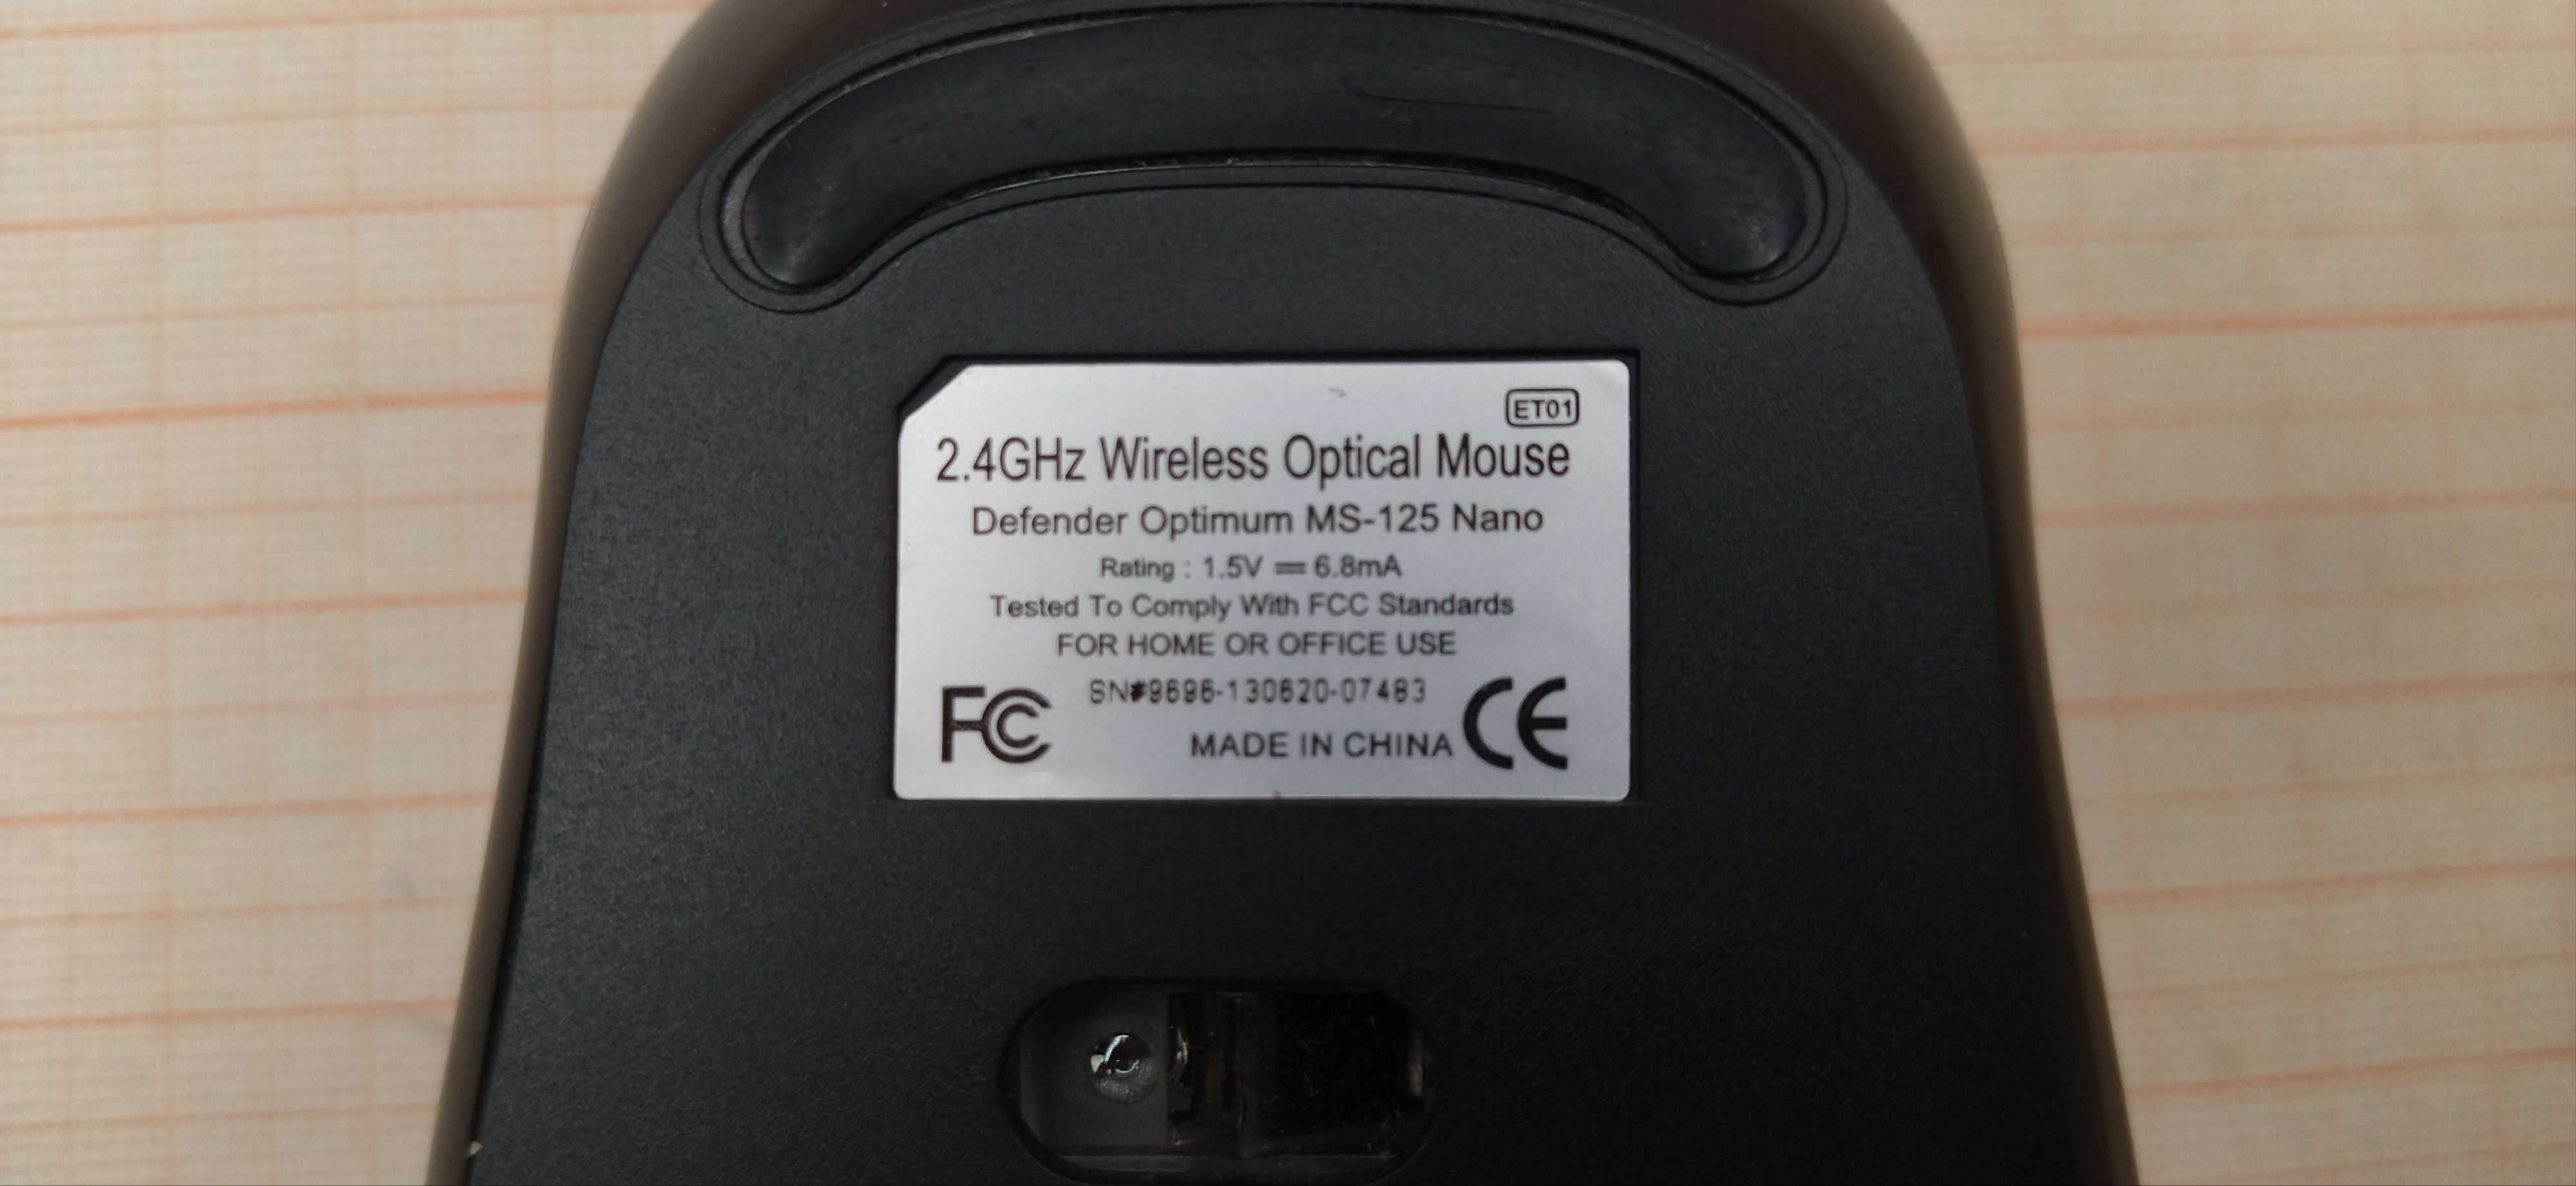 ET01
2.4GHz Wireless Optical Mouse
Defender Optimum MS-125 Nano
Rating : 1.5V ⎓ 6.8mA
Tested To Comply With FCC Standards
FOR HOME OR OFFICE USE
SN#9696-130620-07483
FC CE
MADE IN CHINA